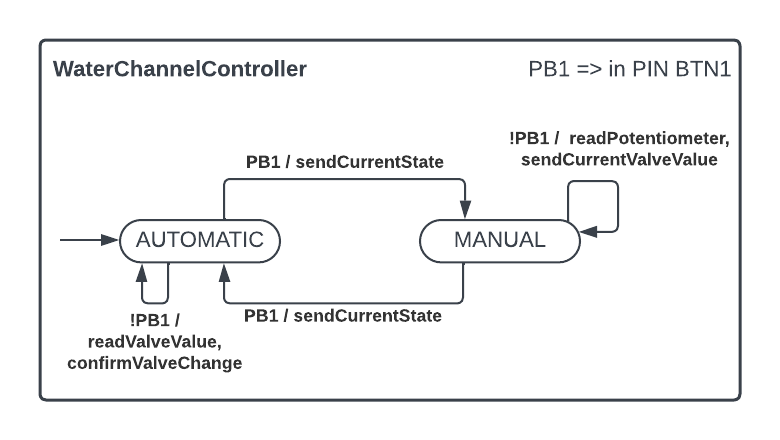 WaterChannelController
PB1 => in PIN BTN1
!PB1 / readPotentiometer,
sendCurrentValveValue
PB1 / sendCurrentState
AUTOMATIC
MANUAL
PB1 / sendCurrentState
!PB1 /
readValveValue,
confirmValveChange